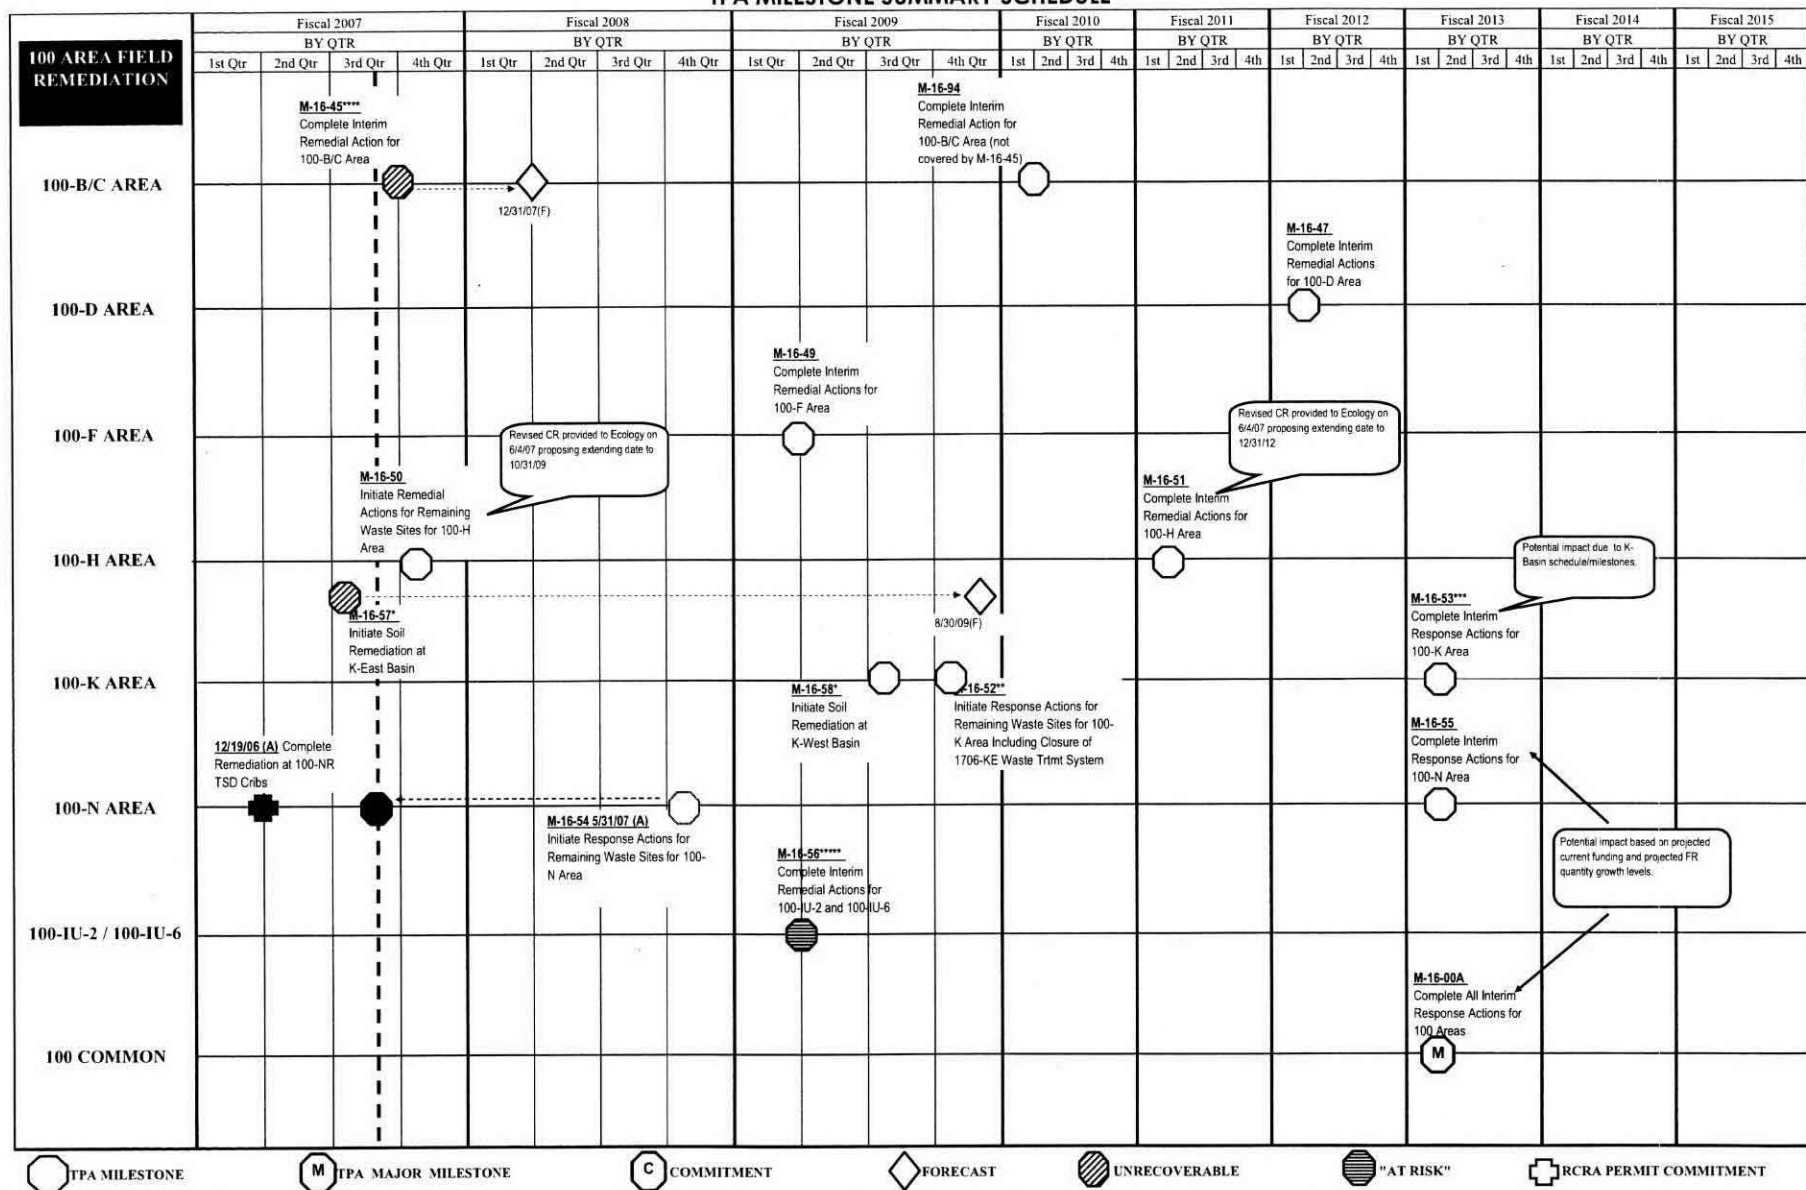 TPA MILESTONE SUMMARY SCHEDULE
100 AREA FIELD
REMEDIATION
Fiscal 2007
Fiscal 2008
Fiscal 2009
Fiscal 2010
Fiscal 2011
Fiscal 2012
Fiscal 2013
Fiscal 2014
Fiscal 2015
BY QTR
BY QTR
BY QTR
BY QTR
BY QTR
BY QTR
BY QTR
BY QTR
BY QTR
1st Qtr 2nd Qtr 3rd Qtr 4th Qtr
1st Qtr 2nd Qtr 3rd Qtr 4th Qtr
1st Qtr 2nd Qtr 3rd Qtr 4th Qtr
1st 2nd 3rd 4th
1st 2nd 3rd 4th
1st 2nd 3rd 4th
1st 2nd 3rd 4th
1st 2nd 3rd 4th
1st 2nd 3rd 4th
M-16-45****
Complete Interim
Remedial Action for
100-B/C Area
M-16-94
Complete Interim
Remedial Action for
100-B/C Area (not
covered by M-16-45)
100-B/C AREA
12/31/07(F)
M-16-47
Complete Interim
Remedial Actions
for 100-D Area
100-D AREA
M-16-49
Complete Interim
Remedial Actions for
100-F Area
100-F AREA
Revised CR provided to Ecology on
6/4/07 proposing extending date to
10/31/09
Revised CR provided to Ecology on
6/4/07 proposing extending date to
12/31/12
M-16-50
Initiate Remedial
Actions for Remaining
Waste Sites for 100-H
Area
M-16-51
Complete Interim
Remedial Actions for
100-H Area
100-H AREA
Potential impact due to K-
Basin schedule/milestones.
M-16-57*
Initiate Soil
Remediation at
K-East Basin
8/30/09(F)
M-16-53***
Complete Interim
Response Actions for
100-K Area
100-K AREA
M-16-58*
Initiate Soil
Remediation at
K-West Basin
M-16-52**
Initiate Response Actions for
Remaining Waste Sites for 100-
K Area Including Closure of
1706-KE Waste Trtmt System
M-16-55
Complete Interim
Response Actions for
100-N Area
12/19/06 (A) Complete
Remediation at 100-NR
TSD Cribs
100-N AREA
M-16-54 5/31/07 (A)
Initiate Response Actions for
Remaining Waste Sites for 100-
N Area
M-16-56*****
Complete Interim
Remedial Actions for
100-IU-2 and 100-IU-6
Potential impact based on projected
current funding and projected FR
quantity growth levels.
100-IU-2 / 100-IU-6
M-16-00A
Complete All Interim
Response Actions for
100 Areas
100 COMMON
M
TPA MILESTONE
M TPA MAJOR MILESTONE
C COMMITMENT
FORECAST
UNRECOVERABLE
"AT RISK"
RCRA PERMIT COMMITMENT